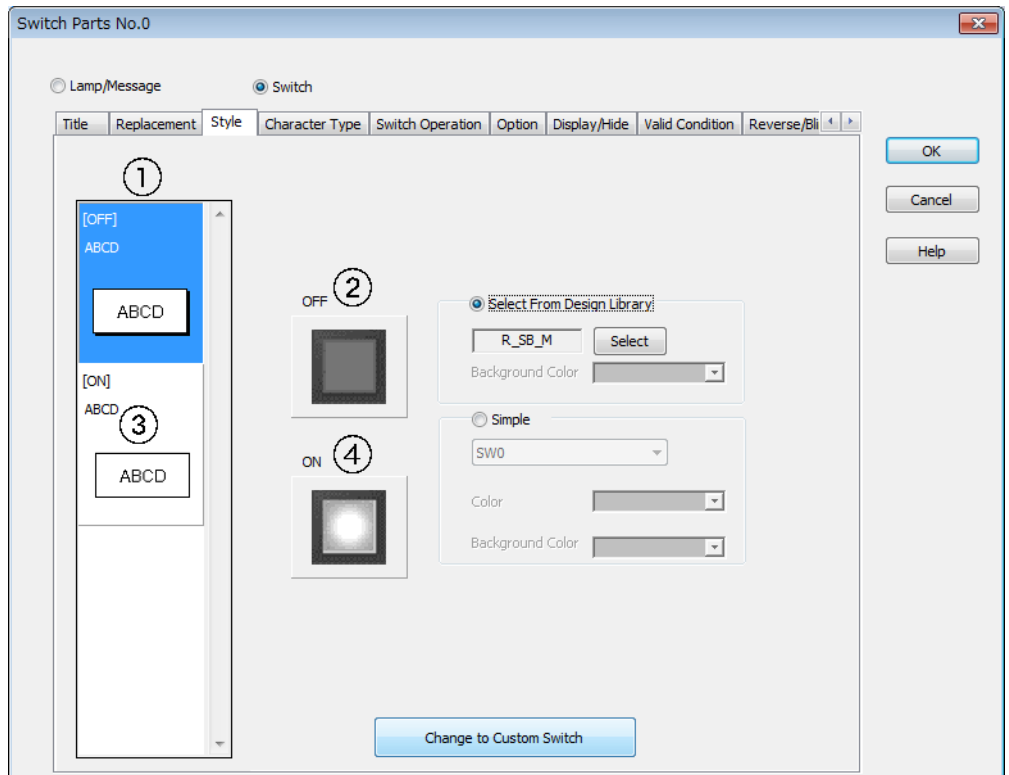 Switch Parts No.0
Lamp/Message
Switch
Title
Replacement
Style
Character Type
Switch Operation
Option
Display/Hide
Valid Condition
Reverse/Bli
OK
Cancel
Help
①
[OFF]
ABCD
ABCD
[ON]
ABCD
③
ABCD
OFF ②
ON ④
Select From Design Library
R_SB_M
Select
Background Color
Simple
SW0
Color
Background Color
Change to Custom Switch